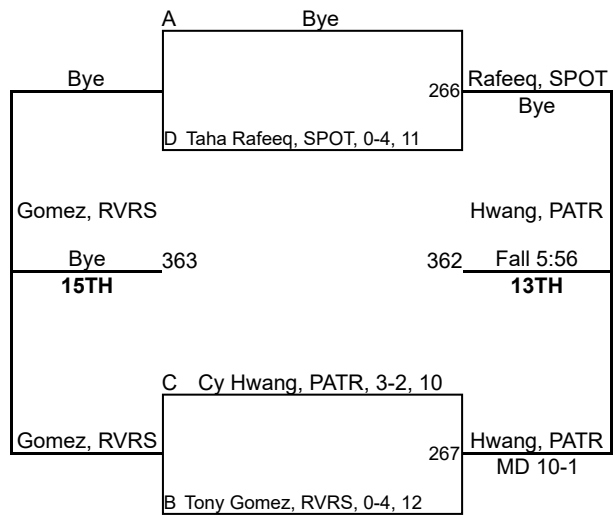 A Bye
Bye
266
Rafeeq, SPOT
Bye
D Taha Rafeeq, SPOT, 0-4, 11
Gomez, RVRS
Hwang, PATR
Bye
363
362
Fall 5:56
15TH
13TH
C Cy Hwang, PATR, 3-2, 10
Gomez, RVRS
267
Hwang, PATR
MD 10-1
B Tony Gomez, RVRS, 0-4, 12